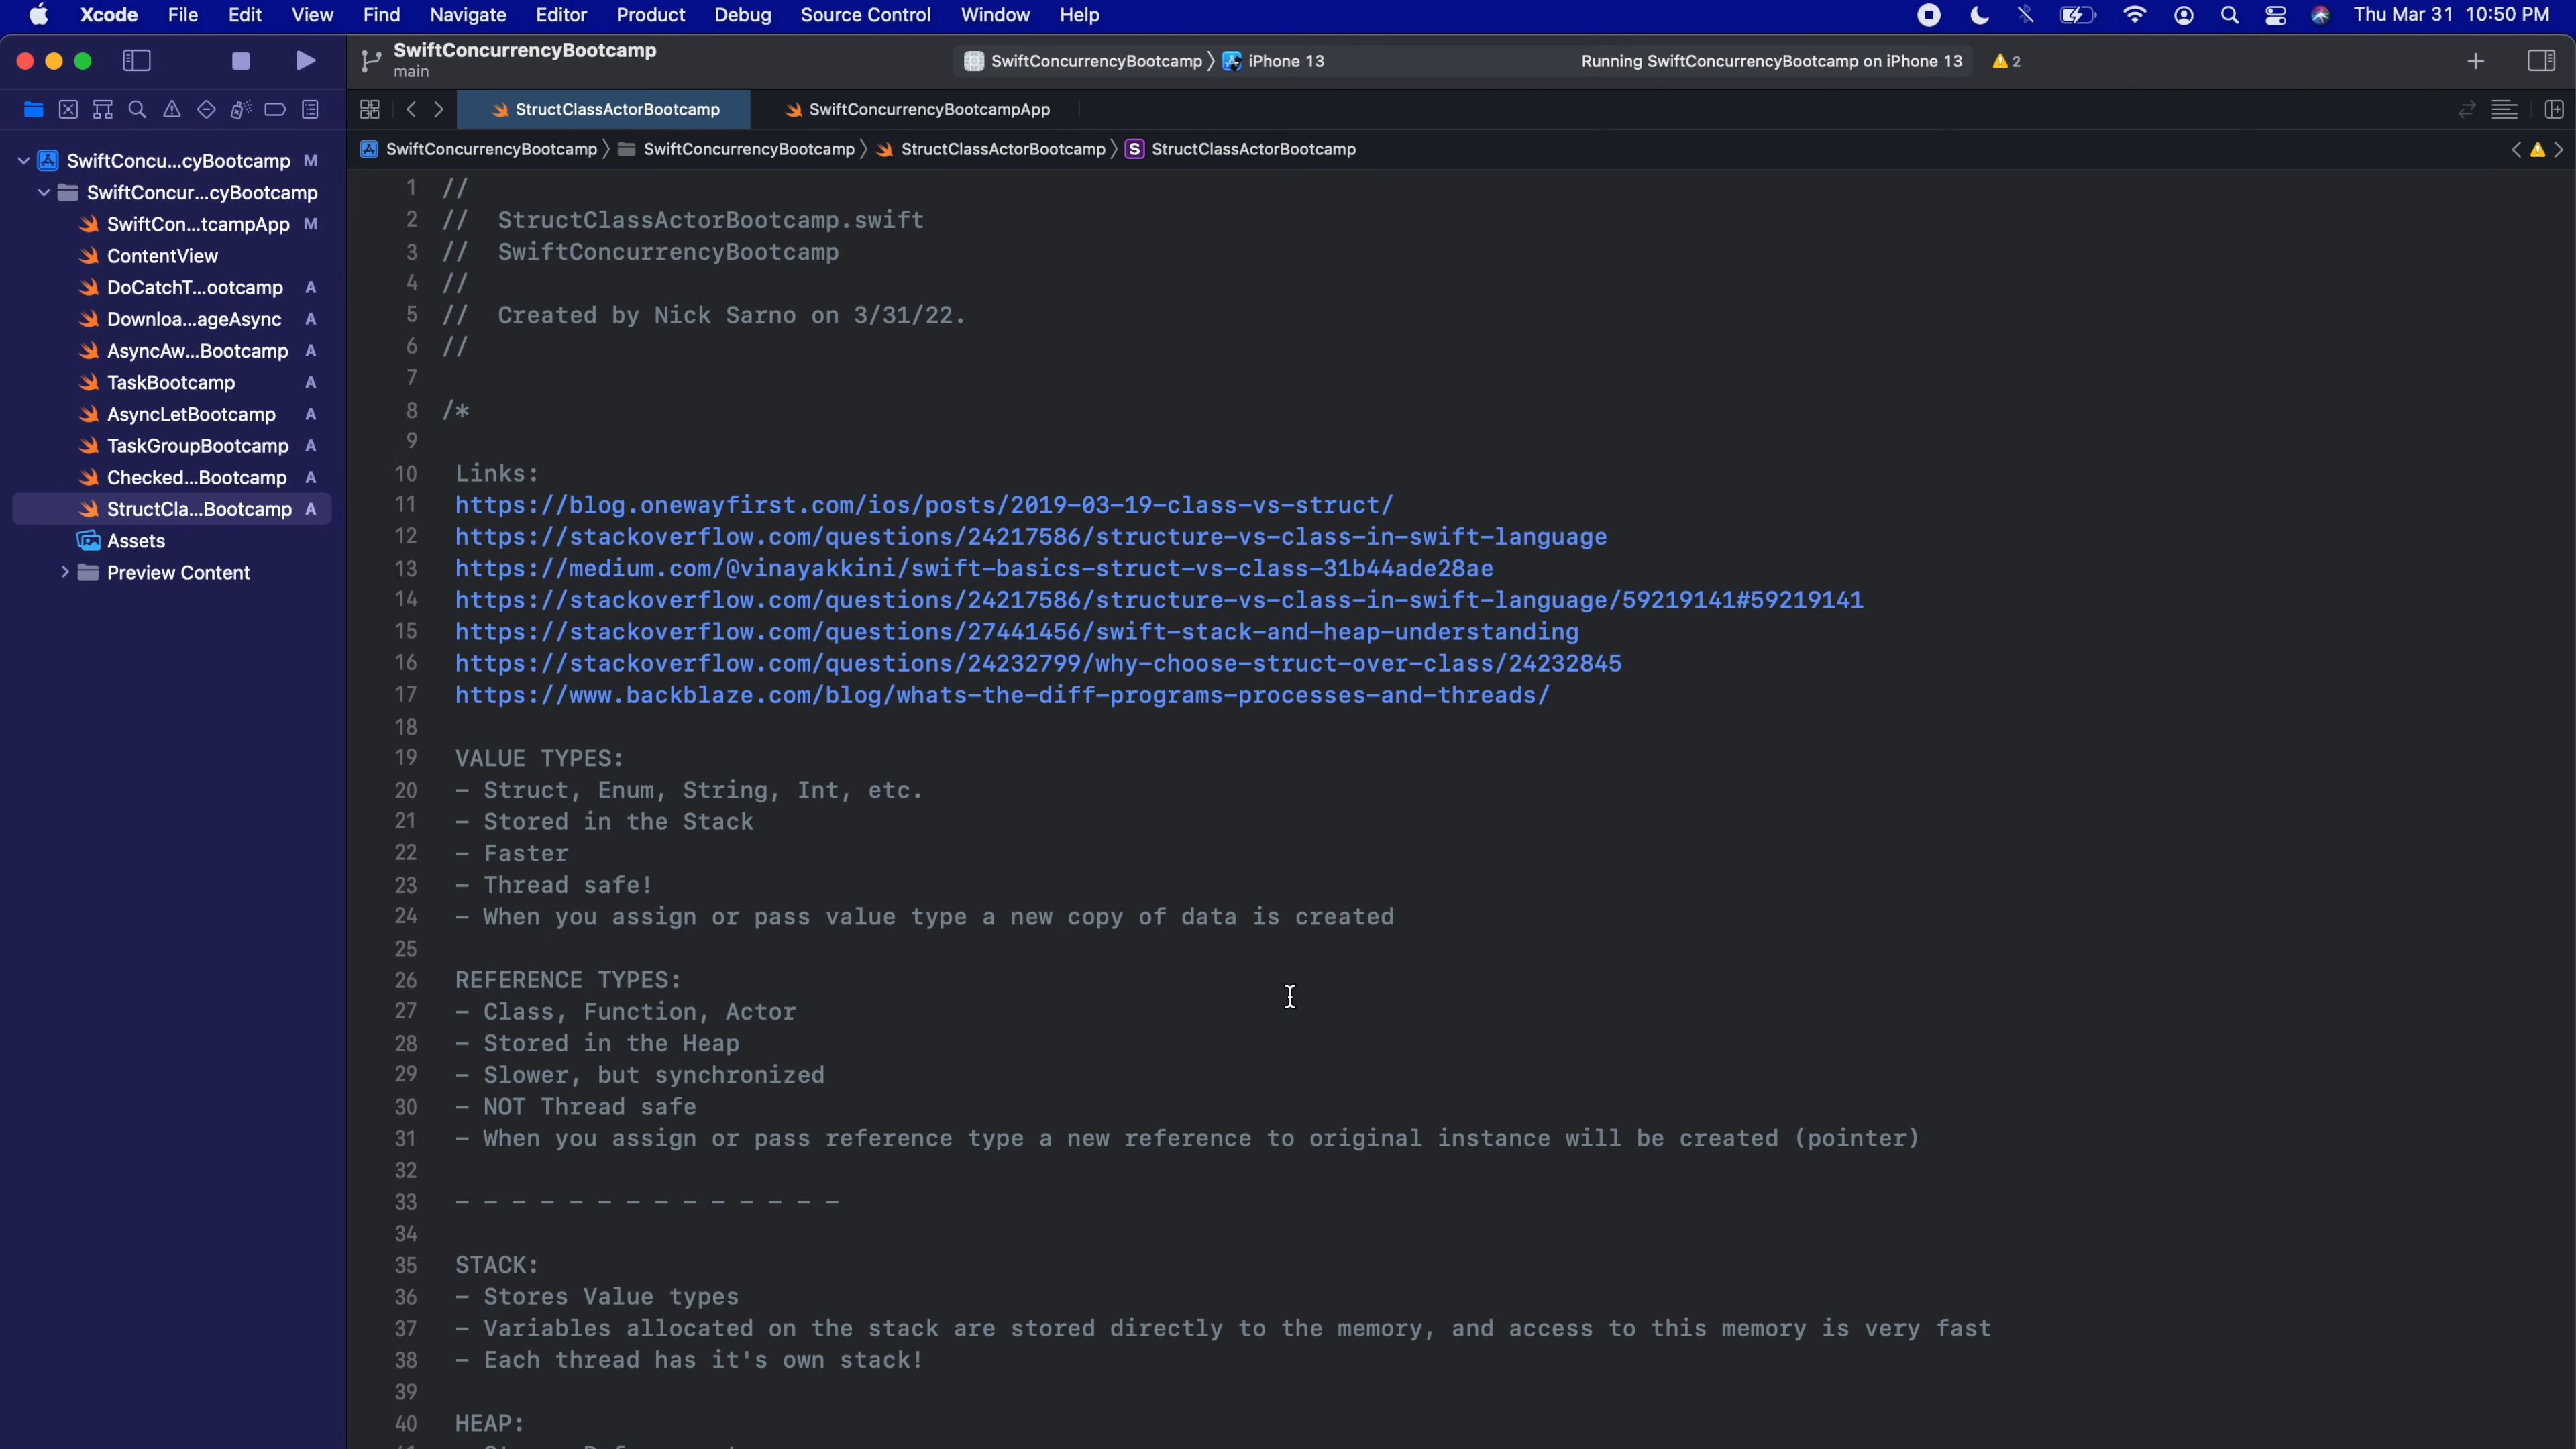 Xcode File Edit View Find Navigate Editor Product Debug Source Control Window Help Thu Mar 31 10:50 PM
SwiftConcurrencyBootcamp
main
SwiftConcurrencyBootcamp iPhone 13 Running SwiftConcurrencyBootcamp on iPhone 13 2
StructClassActorBootcamp SwiftConcurrencyBootcampApp
SwiftConcurrencyBootcamp SwiftConcurrencyBootcamp StructClassActorBootcamp S StructClassActorBootcamp
SwiftConcu...cyBootcamp M
SwiftConcur...cyBootcamp
SwiftCon...tcampApp M
ContentView
DoCatchT...ootcamp A
Downloa...ageAsync A
AsyncAw...Bootcamp A
TaskBootcamp A
AsyncLetBootcamp A
TaskGroupBootcamp A
Checked...Bootcamp A
StructCla...Bootcamp A
Assets
Preview Content
1 //
2 // StructClassActorBootcamp.swift
3 // SwiftConcurrencyBootcamp
4 //
5 // Created by Nick Sarno on 3/31/22.
6 //
7
8 /*
9
10 Links:
11 https://blog.onewayfirst.com/ios/posts/2019-03-19-class-vs-struct/
12 https://stackoverflow.com/questions/24217586/structure-vs-class-in-swift-language
13 https://medium.com/@vinayakkini/swift-basics-struct-vs-class-31b44ade28ae
14 https://stackoverflow.com/questions/24217586/structure-vs-class-in-swift-language/59219141#59219141
15 https://stackoverflow.com/questions/27441456/swift-stack-and-heap-understanding
16 https://stackoverflow.com/questions/24232799/why-choose-struct-over-class/24232845
17 https://www.backblaze.com/blog/whats-the-diff-programs-processes-and-threads/
18
19 VALUE TYPES:
20 - Struct, Enum, String, Int, etc.
21 - Stored in the Stack
22 - Faster
23 - Thread safe!
24 - When you assign or pass value type a new copy of data is created
25
26 REFERENCE TYPES:
27 - Class, Function, Actor
28 - Stored in the Heap
29 - Slower, but synchronized
30 - NOT Thread safe
31 - When you assign or pass reference type a new reference to original instance will be created (pointer)
32
33 - - - - - - - - - - - - - -
34
35 STACK:
36 - Stores Value types
37 - Variables allocated on the stack are stored directly to the memory, and access to this memory is very fast
38 - Each thread has it's own stack!
39
40 HEAP: